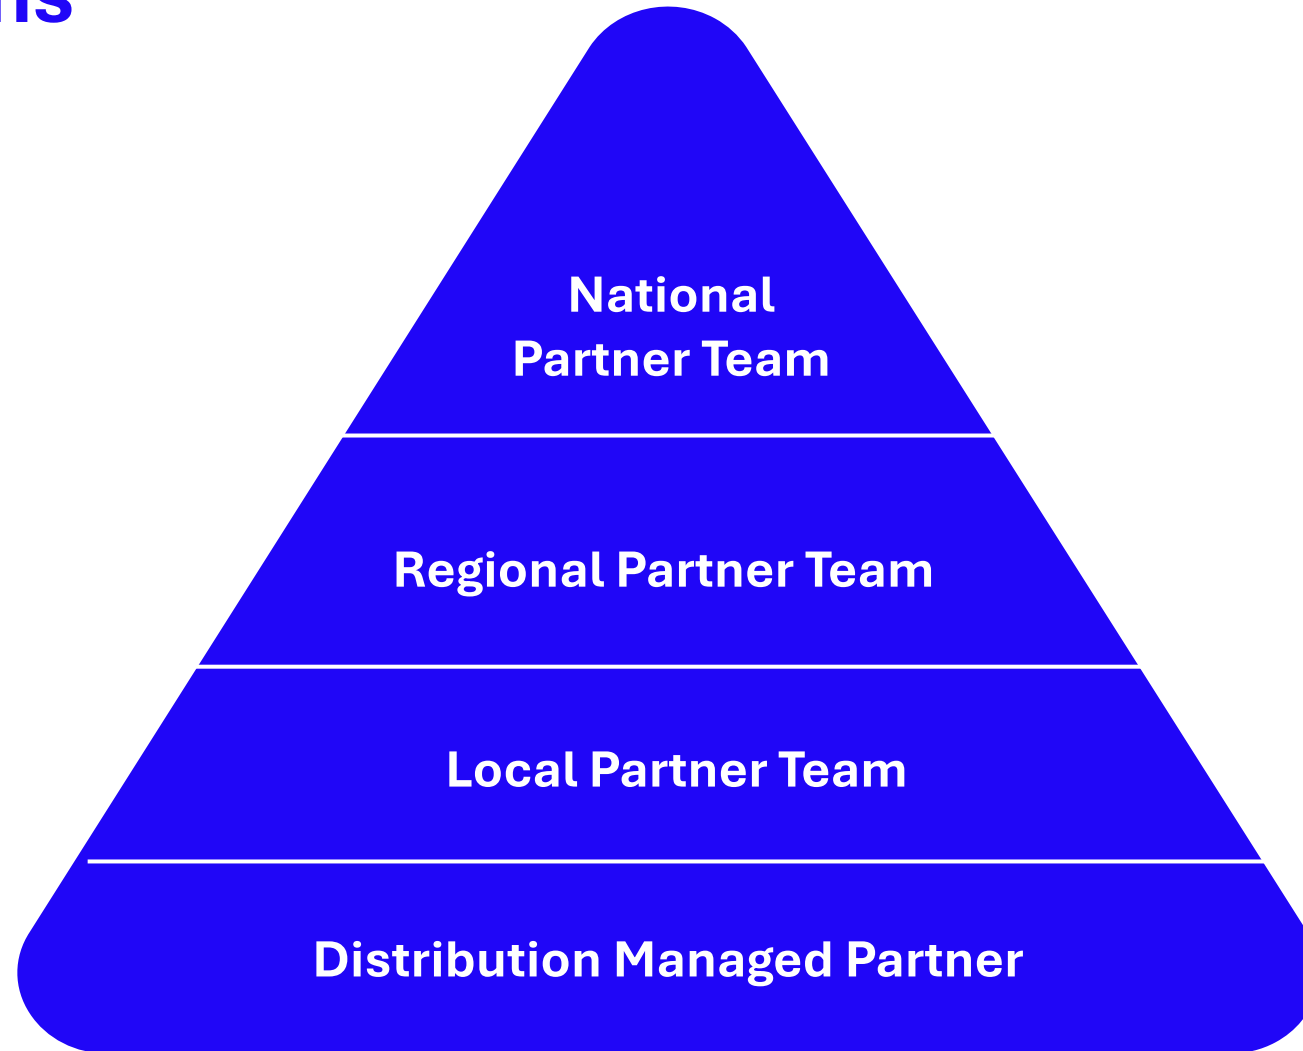 National
Partner Team
Regional Partner Team
Local Partner Team
Distribution Managed Partner